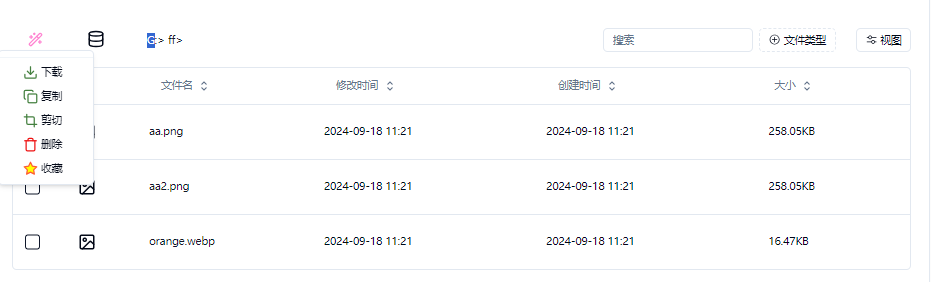 G:> ff>
搜索
文件类型
视图
下载
复制
剪切
删除
收藏
文件名 修改时间 创建时间 大小
aa.png 2024-09-18 11:21 2024-09-18 11:21 258.05KB
aa2.png 2024-09-18 11:21 2024-09-18 11:21 258.05KB
orange.webp 2024-09-18 11:21 2024-09-18 11:21 16.47KB